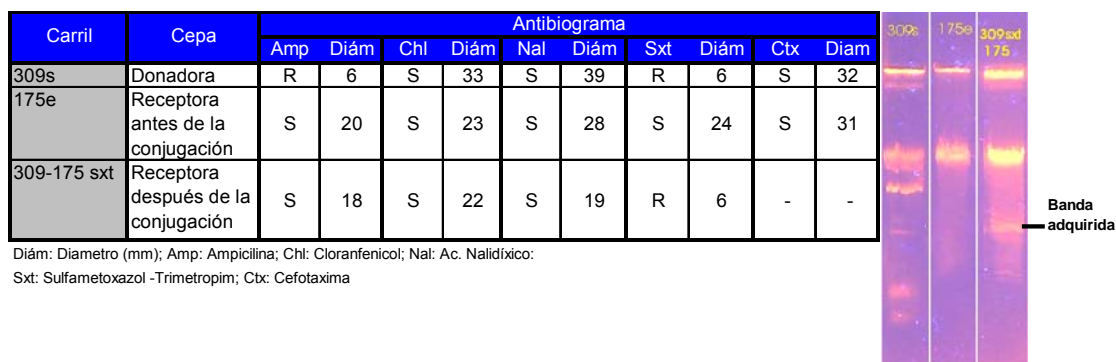 Carril Cepa Antibiograma
Amp Diám Chl Diám Nal Diám Sxt Diám Ctx Diam
309s Donadora R 6 S 33 S 39 R 6 S 32
175e Receptora antes de la conjugación S 20 S 23 S 28 S 24 S 31
309-175 sxt Receptora después de la conjugación S 18 S 22 S 19 R 6 - -
Diám: Diametro (mm); Amp: Ampicilina; Chl: Cloranfenicol; Nal: Ac. Nalidíxico:
Sxt: Sulfametoxazol -Trimetropim; Ctx: Cefotaxima
309s 175e 309sxt
175
Banda
adquirida